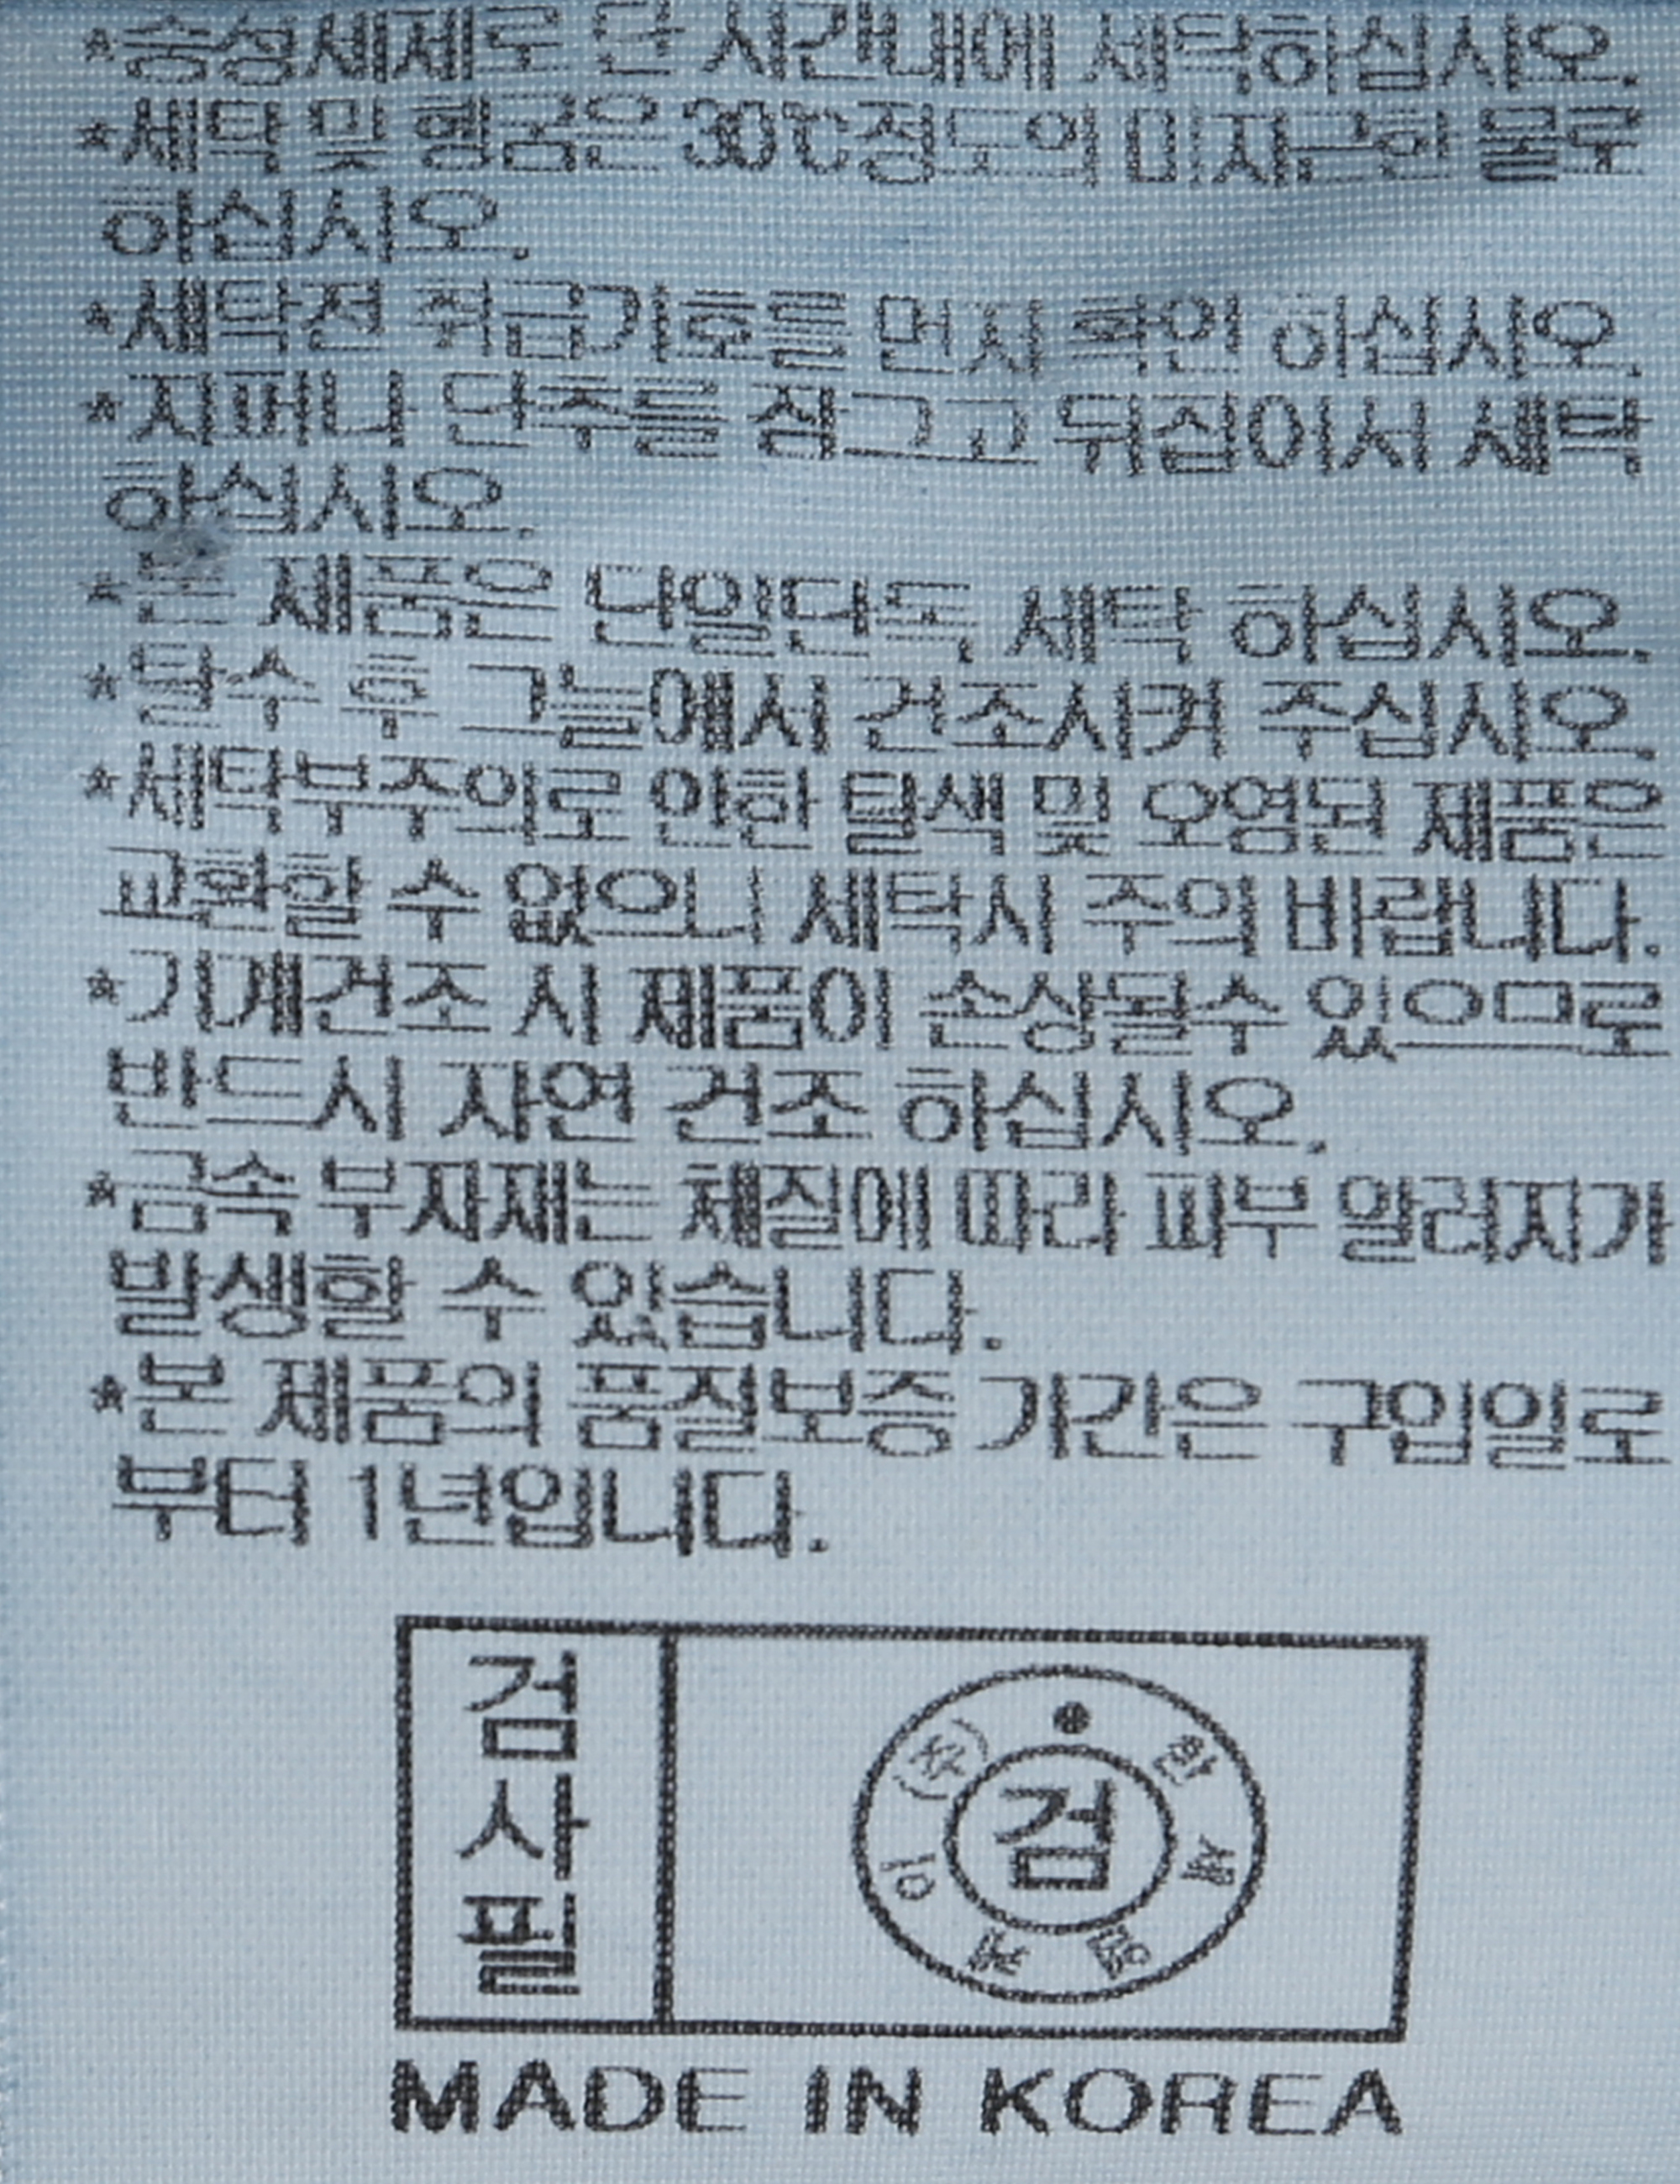 *중성세제로 단 시간내에 세탁하십시오.
*세탁 및 헹굼은 30℃정도의 미지근한 물로
하십시오.
*세탁전 취급기호를 먼저 확인 하십시오.
*지퍼나 단추를 잠그고 뒤집어서 세탁
하십시오.
*본 제품은 단일단독 세탁 하십시오.
*탈수 후 그늘에서 건조시켜 주십시오.
*세탁부주의로 인한 탈색 및 오염된 제품은
교환할 수 없으니 세탁시 주의 바랍니다.
*기계건조 시 제품이 손상될수 있으므로
반드시 자연 건조 하십시오.
*금속 부자재는 체질에 따라 피부 알러지가
발생할 수 있습니다.
*본 제품의 품질보증 기간은 구입일로
부터 1년입니다.
검사필
(주)한세엠케이
검
MADE IN KOREA